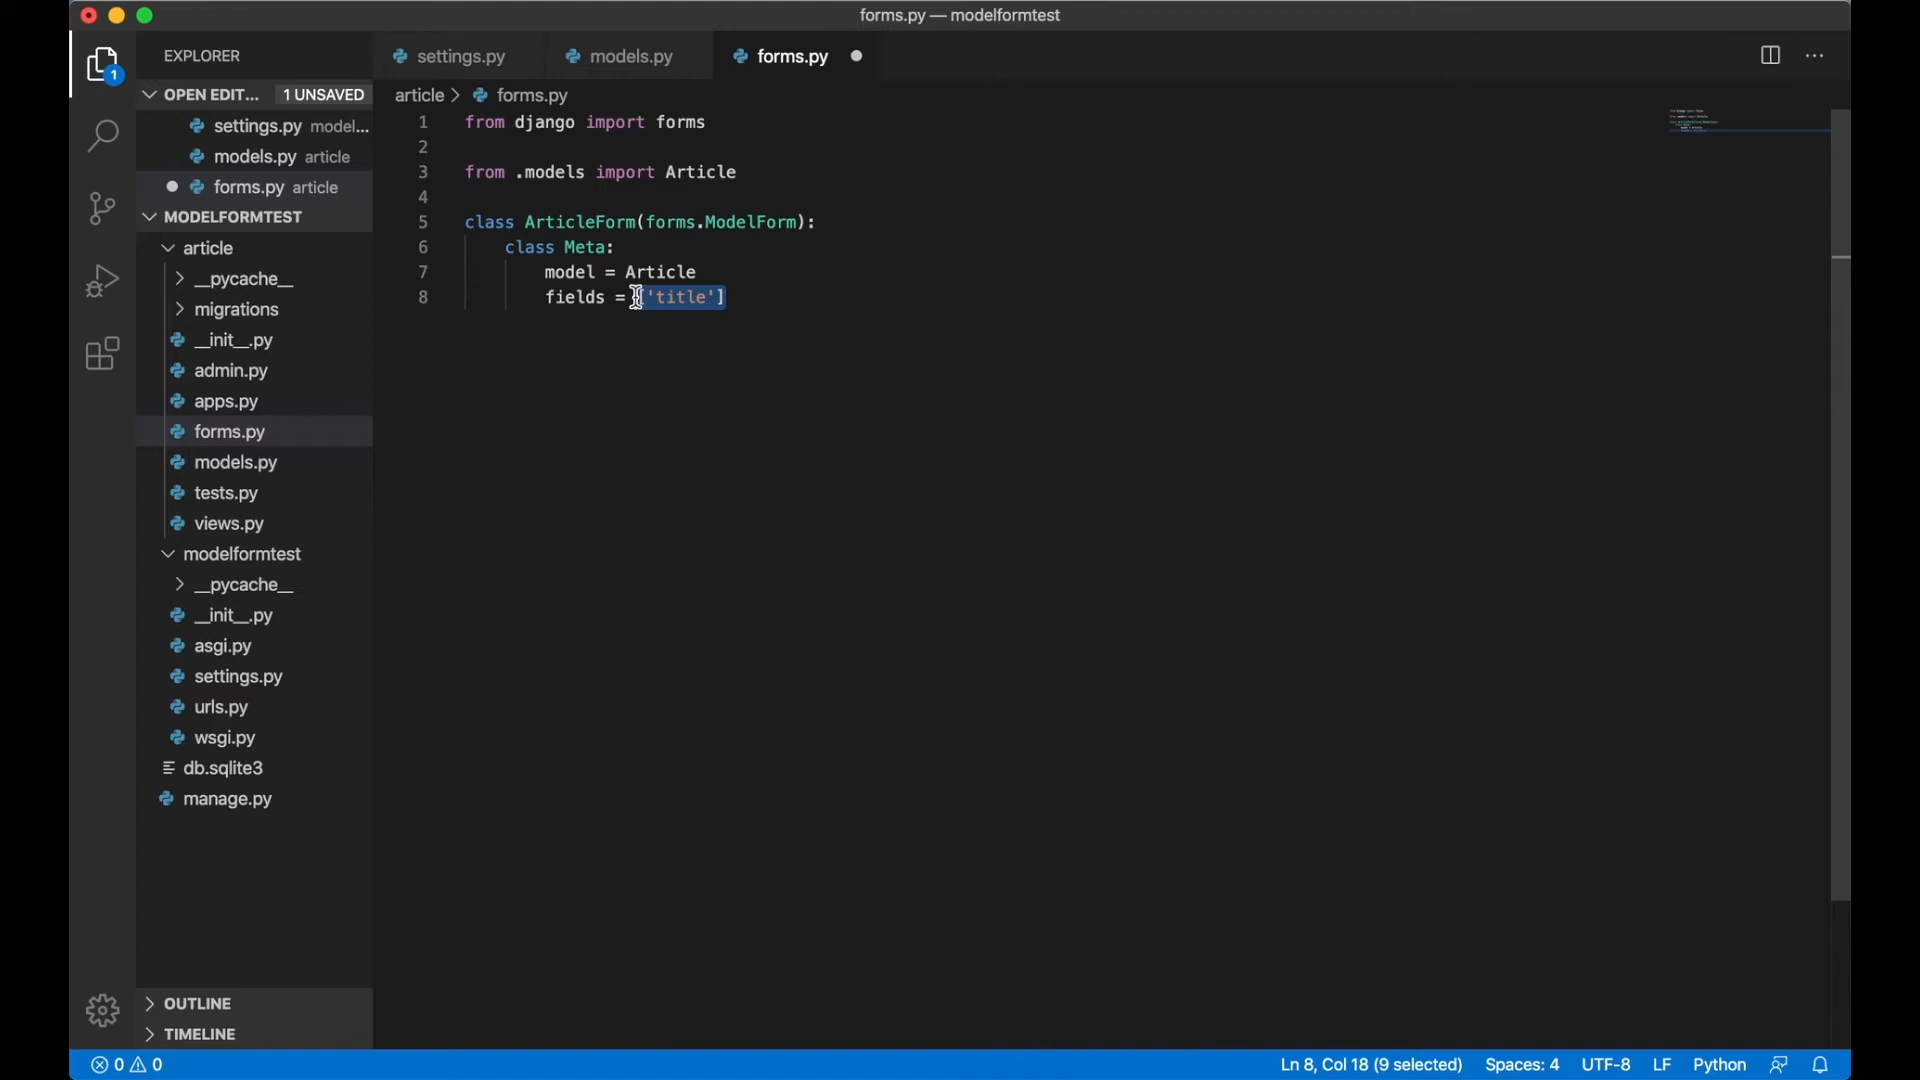 forms.py — modelformtest
EXPLORER
OPEN EDIT... 1 UNSAVED
settings.py model...
models.py article
forms.py article
MODELFORMTEST
article
__pycache__
migrations
__init__.py
admin.py
apps.py
forms.py
models.py
tests.py
views.py
modelformtest
__pycache__
__init__.py
asgi.py
settings.py
urls.py
wsgi.py
db.sqlite3
manage.py
OUTLINE
TIMELINE
settings.py models.py forms.py
article > forms.py
1 from django import forms
2
3 from .models import Article
4
5 class ArticleForm(forms.ModelForm):
6 class Meta:
7 model = Article
8 fields = ['title']
1
0 0
Ln 8, Col 18 (9 selected) Spaces: 4 UTF-8 LF Python